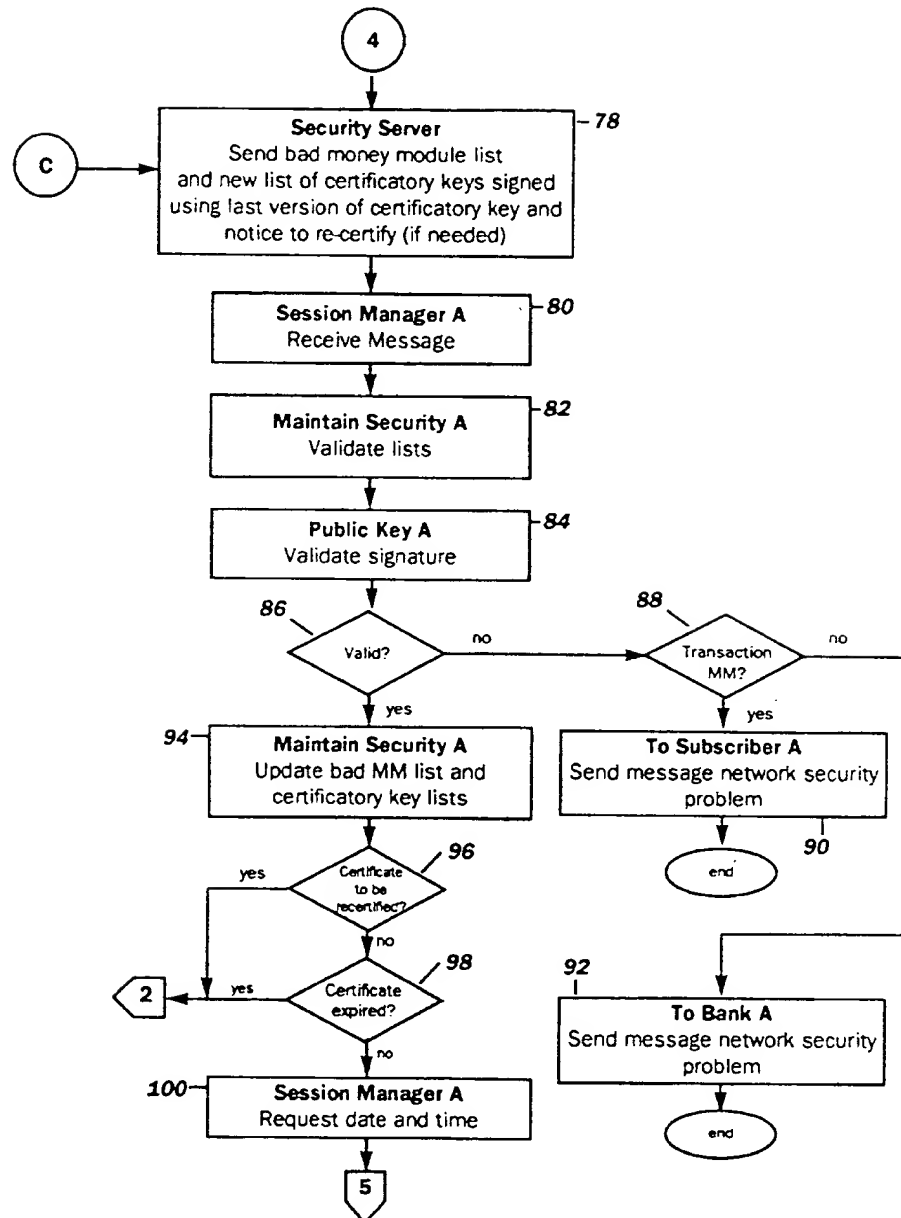 4
C
Security Server
Send bad money module list
and new list of certificatory keys signed
using last version of certificatory key and
notice to re-certify (if needed)
78
Session Manager A
Receive Message
80
Maintain Security A
Validate lists
82
Public Key A
Validate signature
84
86
Valid?
no
yes
88
Transaction
MM?
no
yes
94
Maintain Security A
Update bad MM list and
certificatory key lists
To Subscriber A
Send message network security
problem
90
end
96
Certificate
to be
recertified?
yes
no
98
Certificate
expired?
yes
2
no
92
To Bank A
Send message network security
problem
end
100
Session Manager A
Request date and time
5